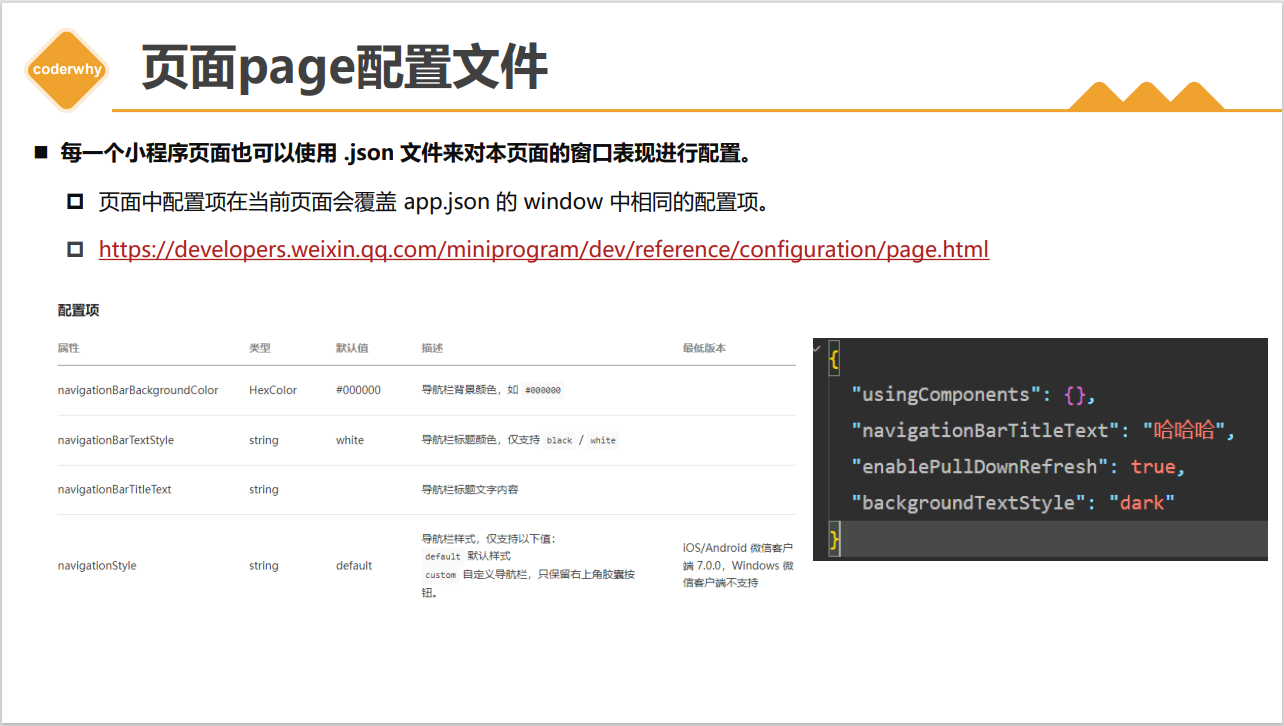 coderwhy
页面page配置文件
每一个小程序页面也可以使用 .json 文件来对本页面的窗口表现进行配置。
页面中配置项在当前页面会覆盖 app.json 的 window 中相同的配置项。
https://developers.weixin.qq.com/miniprogram/dev/reference/configuration/page.html
配置项
属性 类型 默认值 描述 最低版本
navigationBarBackgroundColor HexColor #000000 导航栏背景颜色，如 #000000
navigationBarTextStyle string white 导航栏标题颜色，仅支持 black / white
navigationBarTitleText string 导航栏标题文字内容
navigationStyle string default 导航栏样式，仅支持以下值：
default 默认样式
custom 自定义导航栏，只保留右上角胶囊按
钮。
iOS/Android 微信客户
端 7.0.0，Windows 微
信客户端不支持
{
"usingComponents": {},
"navigationBarTitleText": "哈哈哈",
"enablePullDownRefresh": true,
"backgroundTextStyle": "dark"
}